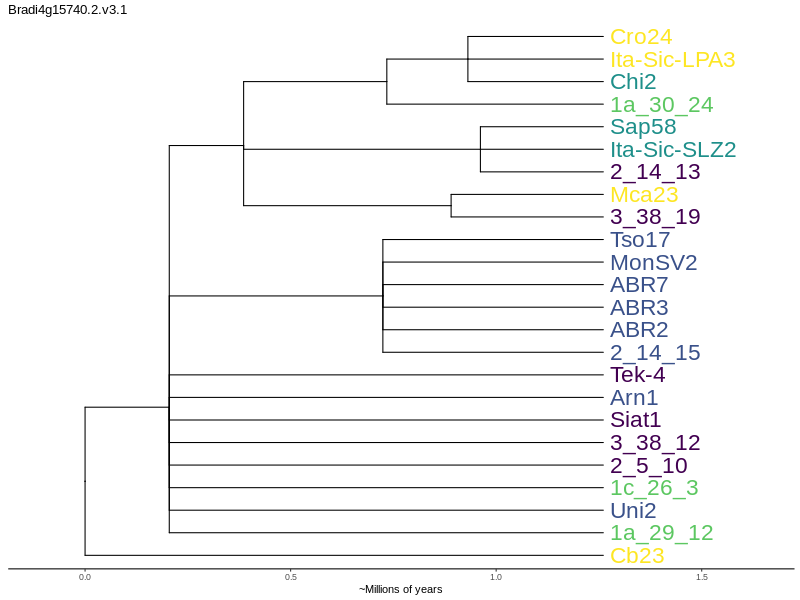 Bradi4g15740.2.v3.1
Cro24
Ita-Sic-LPA3
Chi2
1a_30_24
Sap58
Ita-Sic-SLZ2
2_14_13
Mca23
3_38_19
Tso17
MonSV2
ABR7
ABR3
ABR2
2_14_15
Tek-4
Arn1
Siat1
3_38_12
2_5_10
1c_26_3
Uni2
1a_29_12
Cb23
0.0 0.5 1.0 1.5
~Millions of years